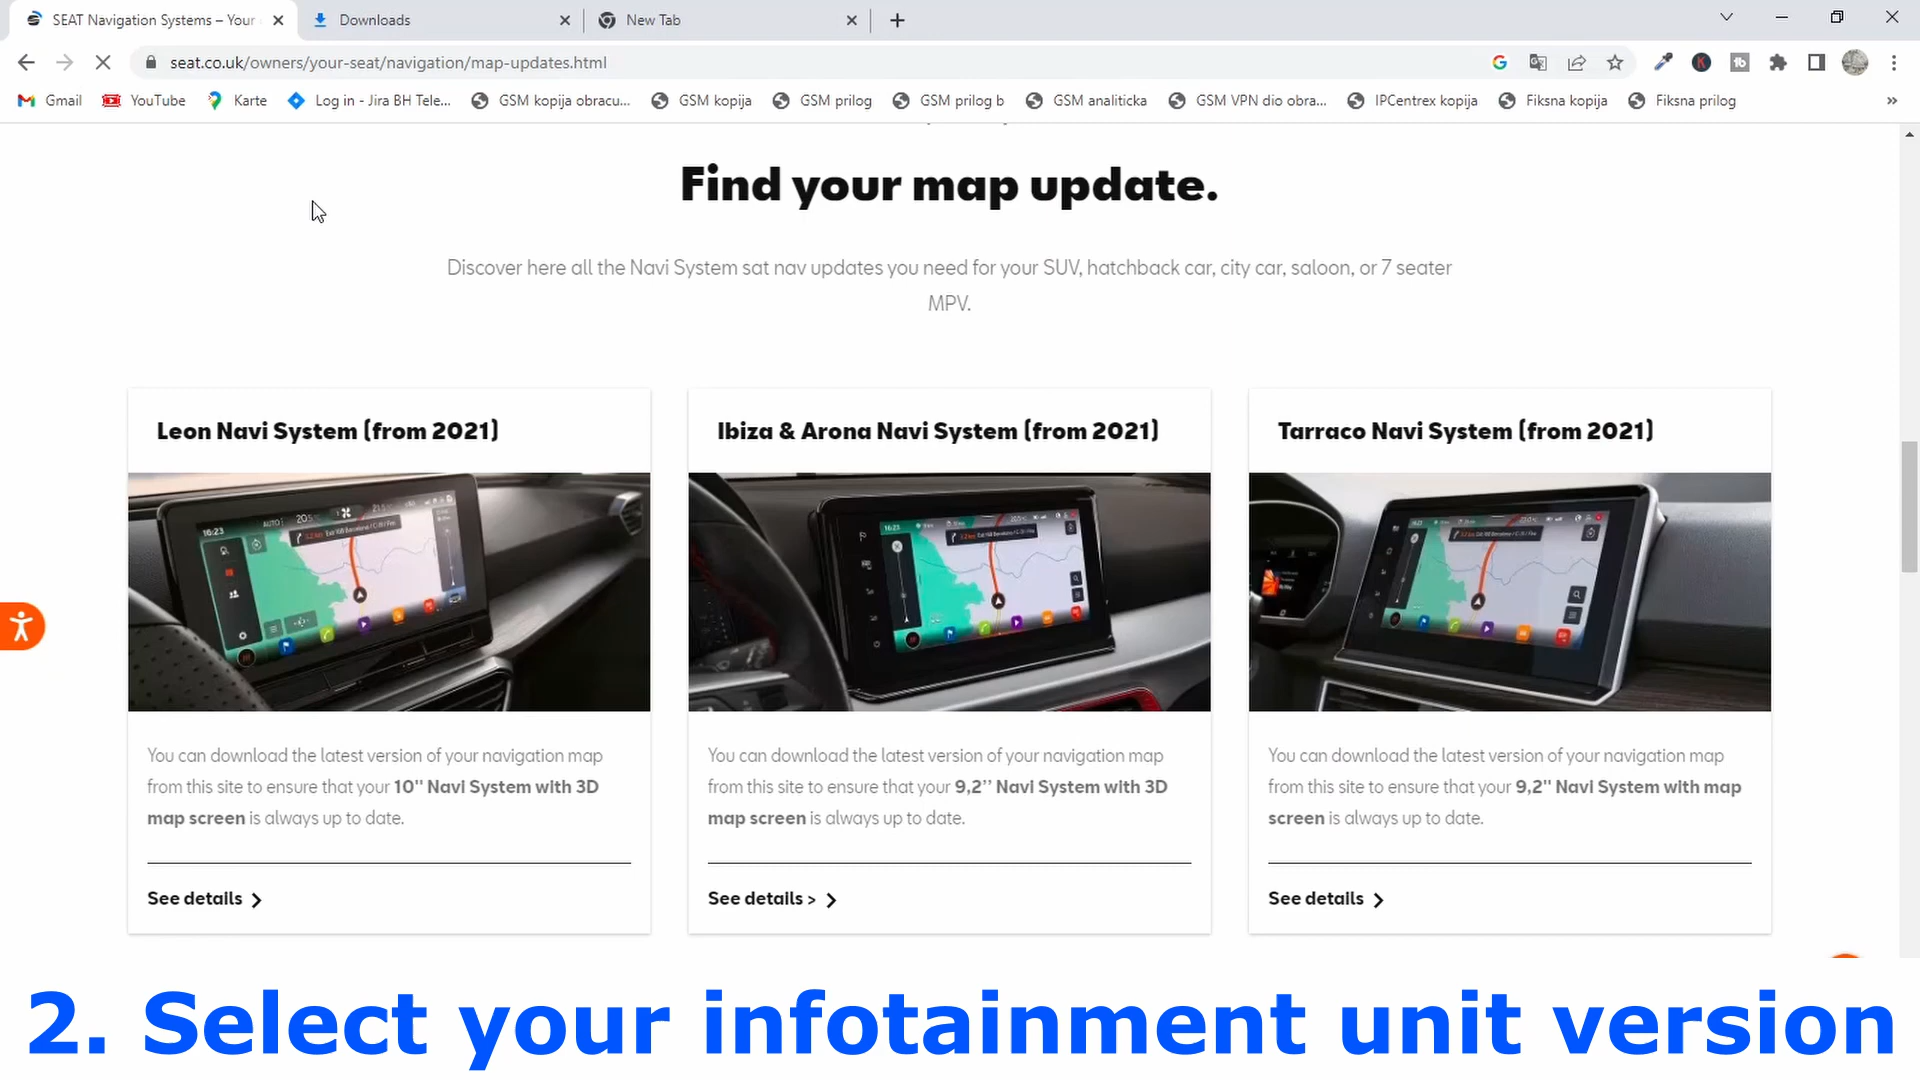 SEAT Navigation Systems – Your
Downloads
New Tab
seat.co.uk/owners/your-seat/navigation/map-updates.html
Gmail
YouTube
Karte
Log in - Jira BH Tele...
GSM kopija obracu...
GSM kopija
GSM prilog
GSM prilog b
GSM analiticka
GSM VPN dio obra...
IPCentrex kopija
Fiksna kopija
Fiksna prilog
»
Find your map update.
Discover here all the Navi System sat nav updates you need for your SUV, hatchback car, city car, saloon, or 7 seater
MPV.
Leon Navi System (from 2021)
16:23
AUTO
You can download the latest version of your navigation map
from this site to ensure that your 10" Navi System with 3D
map screen is always up to date.
See details
Ibiza & Arona Navi System (from 2021)
16:23
You can download the latest version of your navigation map
from this site to ensure that your 9,2’’ Navi System with 3D
map screen is always up to date.
See details >
Tarraco Navi System (from 2021)
16:23
You can download the latest version of your navigation map
from this site to ensure that your 9,2" Navi System with map
screen is always up to date.
See details
2. Select your infotainment unit version